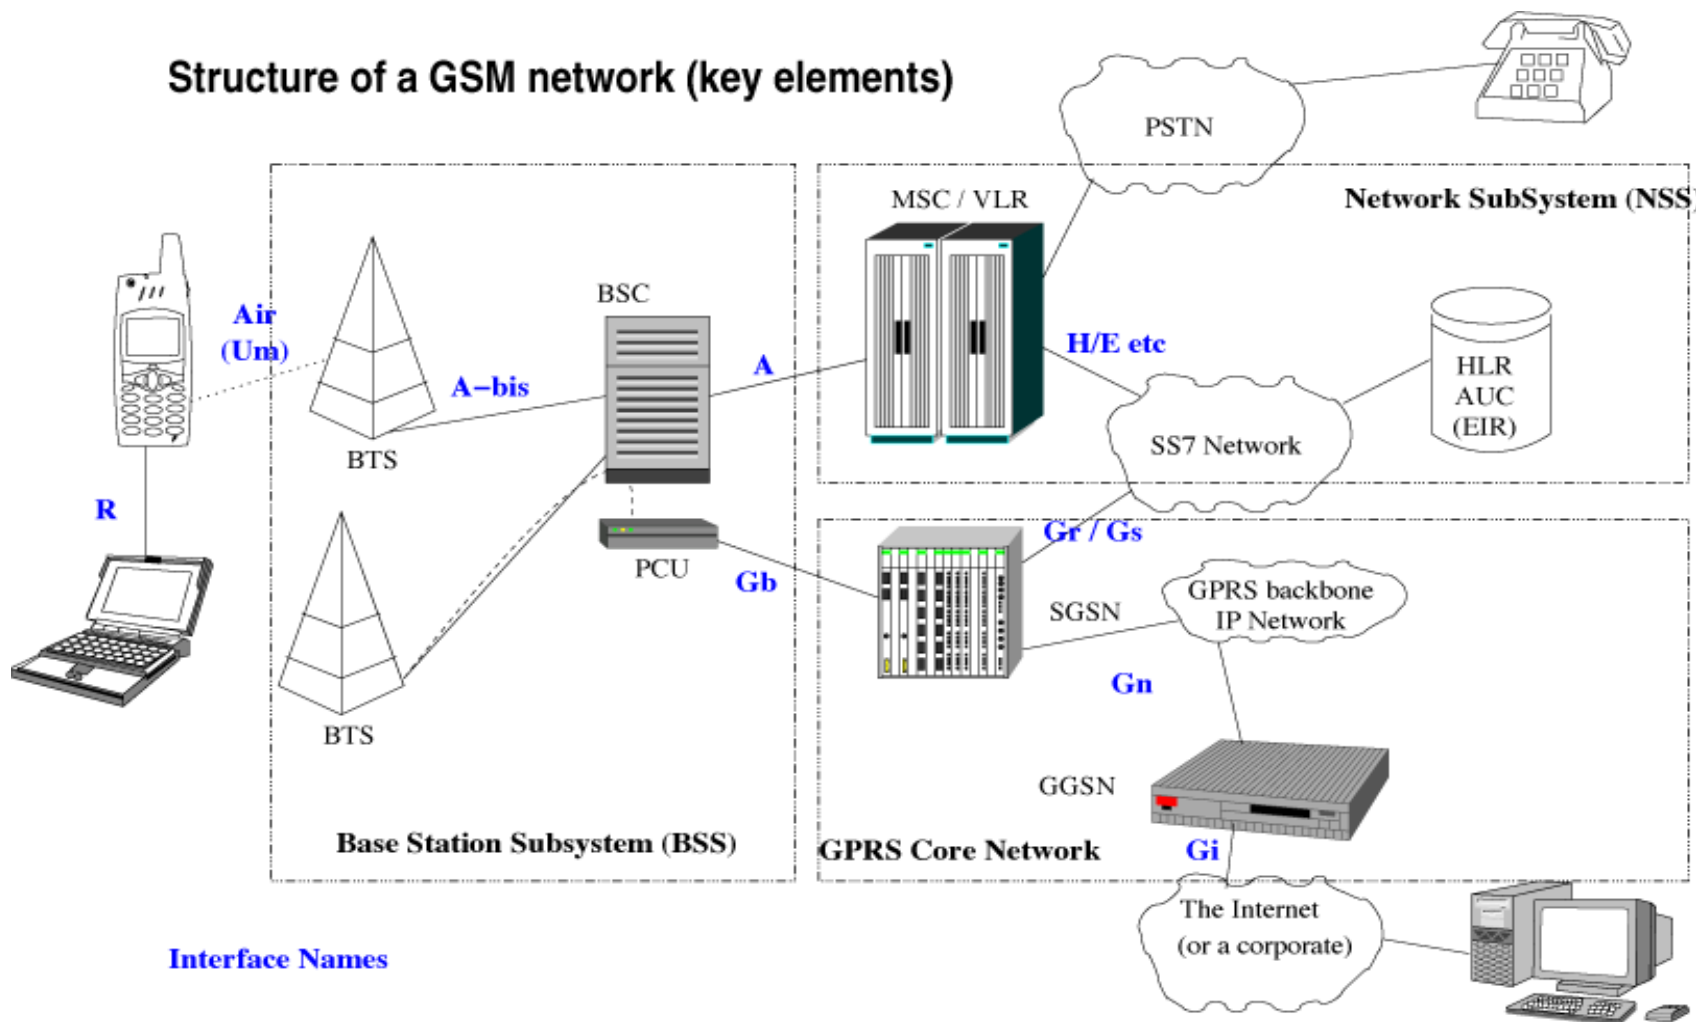 Structure of a GSM network (key elements)
PSTN
MSC / VLR
Network SubSystem (NSS)
BSC
Air
(Um)
A-bis
A
H/E etc
HLR
AUC
(EIR)
BTS
SS7 Network
R
Gr / Gs
PCU
Gb
SGSN
GPRS backbone
IP Network
Gn
BTS
GGSN
Base Station Subsystem (BSS)
GPRS Core Network
Gi
The Internet
(or a corporate)
Interface Names